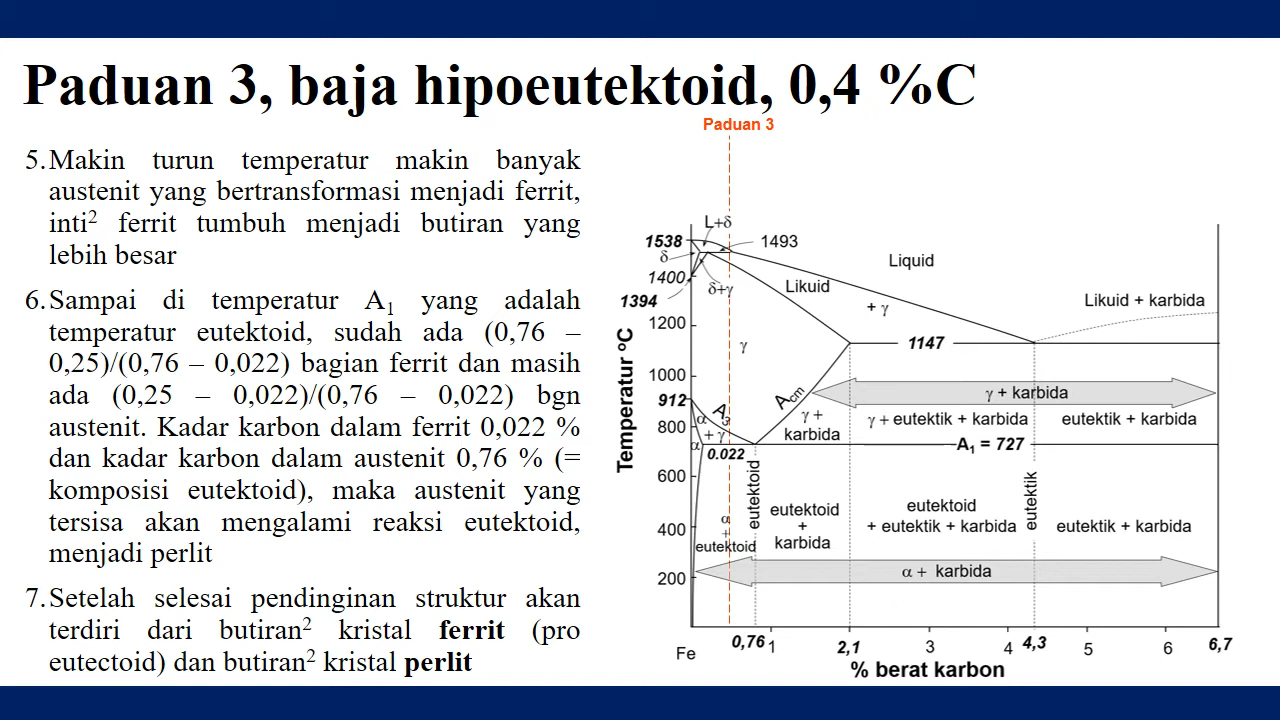 Paduan 3, baja hipoeutektoid, 0,4 %C
5. Makin turun temperatur makin banyak
austenit yang bertransformasi menjadi ferrit,
inti² ferrit tumbuh menjadi butiran yang
lebih besar
6. Sampai di temperatur A₁ yang adalah
temperatur eutektoid, sudah ada (0,76 –
0,25)/(0,76 – 0,022) bagian ferrit dan masih
ada (0,25 – 0,022)/(0,76 – 0,022) bgn
austenit. Kadar karbon dalam ferrit 0,022 %
dan kadar karbon dalam austenit 0,76 % (=
komposisi eutektoid), maka austenit yang
tersisa akan mengalami reaksi eutektoid,
menjadi perlit
7. Setelah selesai pendinginan struktur akan
terdiri dari butiran² kristal ferrit (pro
eutectoid) dan butiran² kristal perlit
Paduan 3
L+δ
1538
1493
δ
Liquid
1400
δ+γ
Likuid
+ γ
Likuid + karbida
1394
1200
Temperatur ºC
γ
1147
1000
912
A₃
Acm
γ + karbida
α
+ γ
γ +
karbida
γ + eutektik + karbida
eutektik + karbida
800
α
0.022
A₁ = 727
600
eutektoid
eutektik
α
+
eutektoid
eutektoid
+
karbida
eutektoid
+ eutektik + karbida
eutektik + karbida
400
α + karbida
200
Fe
0,76
1
2,1
3
4
4,3
5
6
6,7
% berat karbon